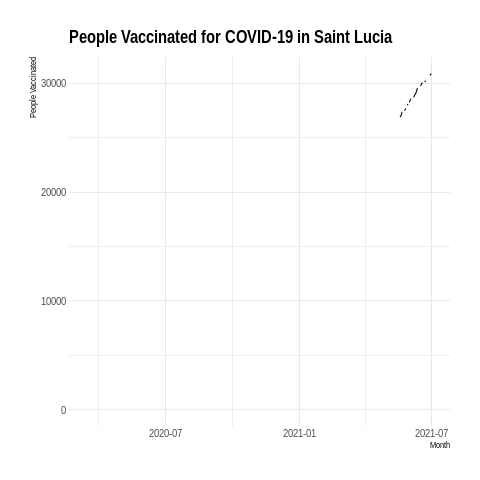 People Vaccinated for COVID-19 in Saint Lucia
People Vaccinated
30000
20000
10000
0
2020-07
2021-01
2021-07
Month